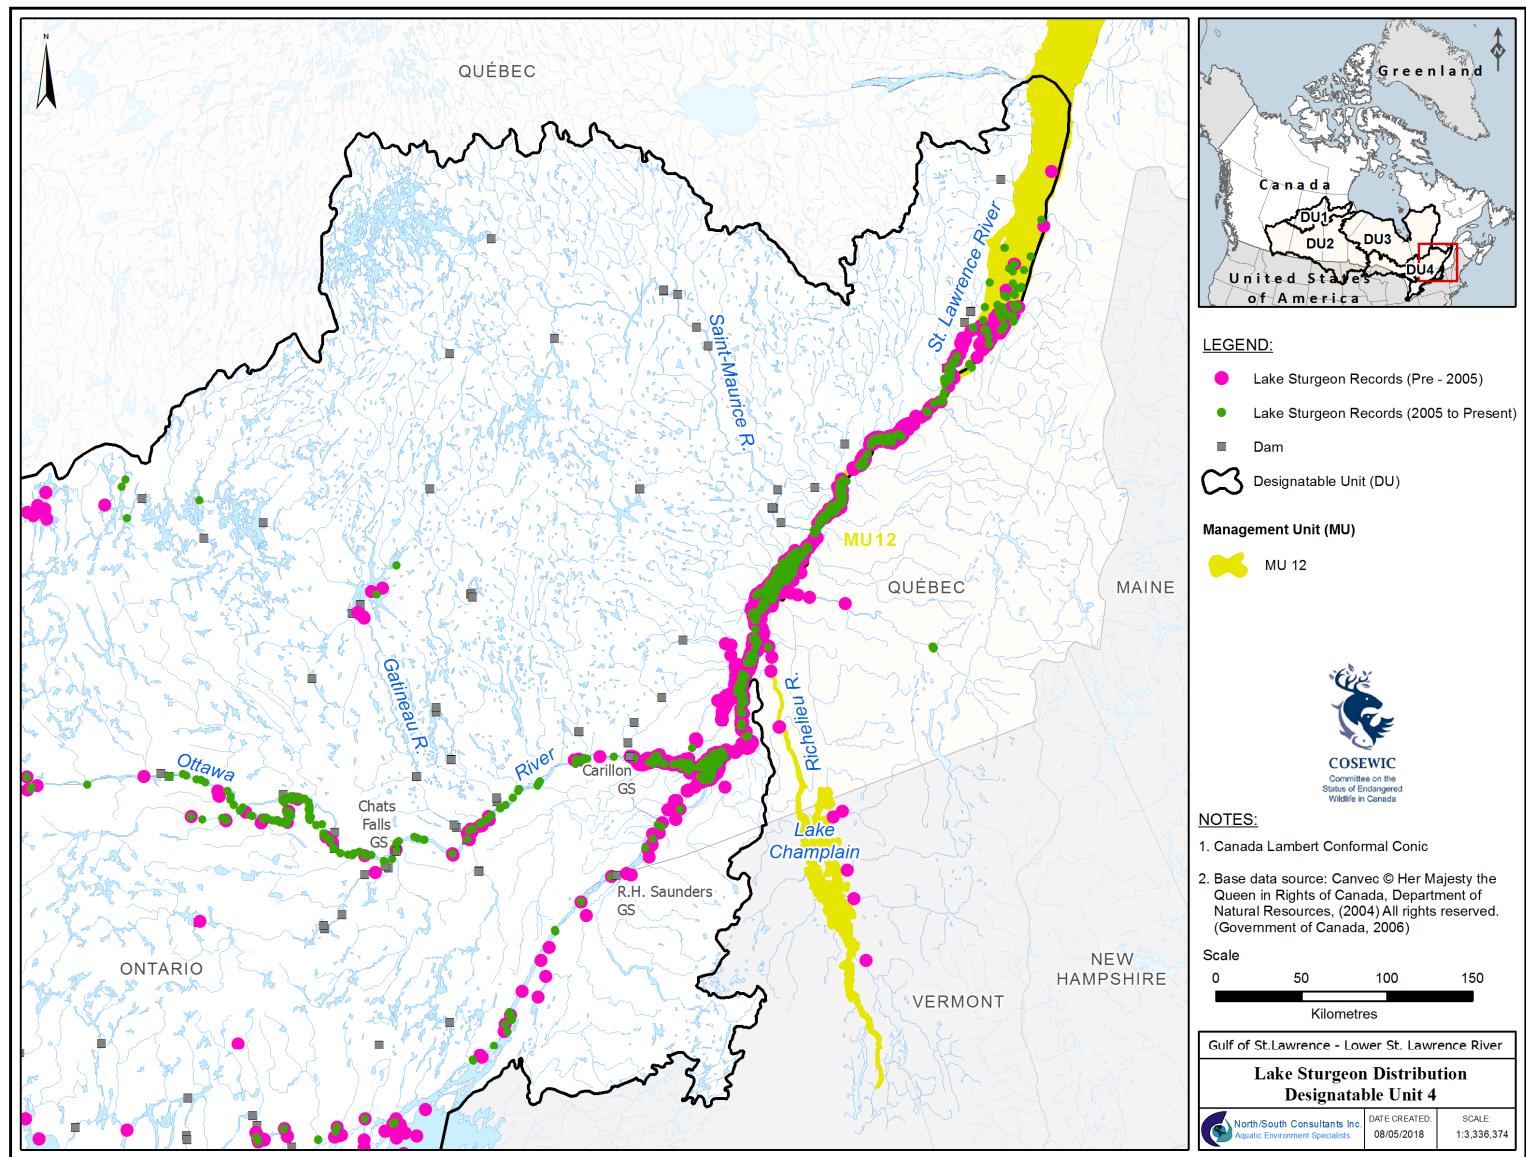 N
QUÉBEC
St. Lawrence River
Saint-Maurice R.
MU12
QUÉBEC
MAINE
Gatineau R.
Richelieu R.
Ottawa
River
Carillon
GS
Chats
Falls
GS
Lake
Champlain
R.H. Saunders
GS
ONTARIO
VERMONT
NEW
HAMPSHIRE
Greenland
N
Canada
DU1
DU2
DU3
DU4
United States
of America
LEGEND:
Lake Sturgeon Records (Pre - 2005)
Lake Sturgeon Records (2005 to Present)
Dam
Designatable Unit (DU)
Management Unit (MU)
MU 12
COSEWIC
Committee on the
Status of Endangered
Wildlife in Canada
NOTES:
1. Canada Lambert Conformal Conic
2. Base data source: Canvec © Her Majesty the
Queen in Rights of Canada, Department of
Natural Resources, (2004) All rights reserved.
(Government of Canada, 2006)
Scale
0 50 100 150
Kilometres
Gulf of St.Lawrence - Lower St. Lawrence River
Lake Sturgeon Distribution
Designatable Unit 4
North/South Consultants Inc.
Aquatic Environment Specialists
DATE CREATED:
08/05/2018
SCALE:
1:3,336,374